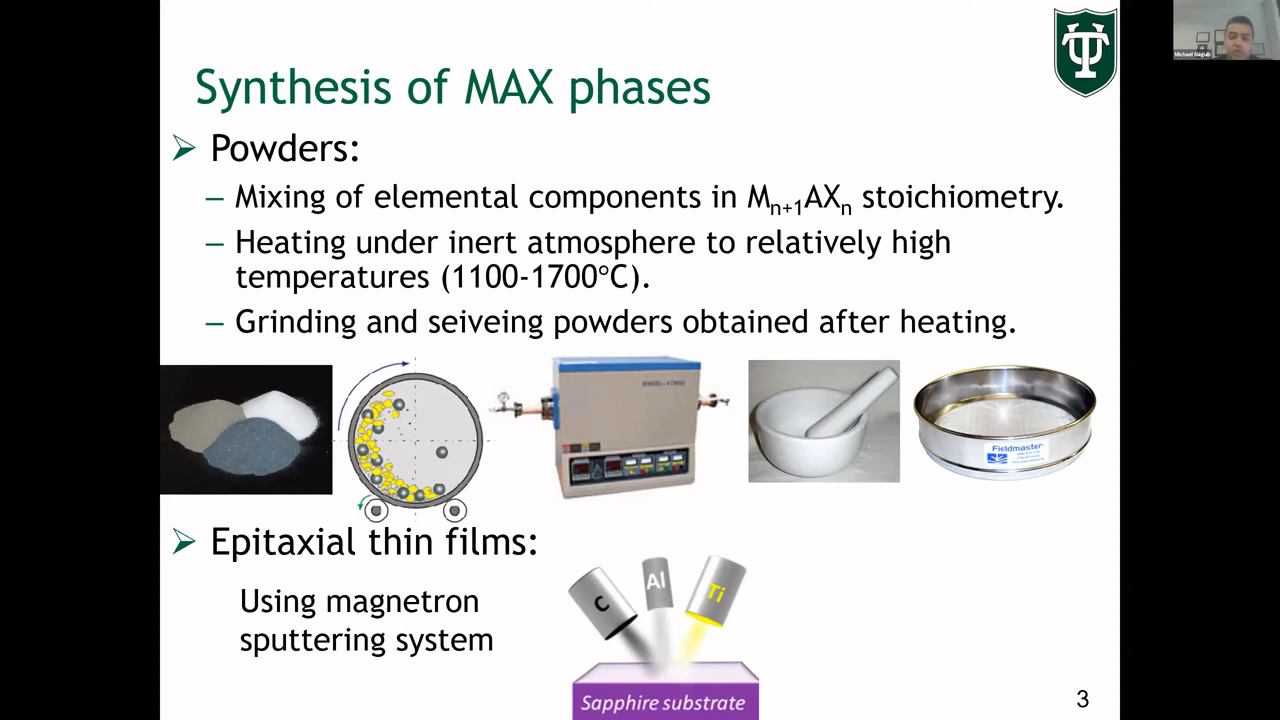 Michael Naguib
Synthesis of MAX phases
➢ Powders:
– Mixing of elemental components in Mn+1AXn stoichiometry.
– Heating under inert atmosphere to relatively high
temperatures (1100-1700°C).
– Grinding and seiveing powders obtained after heating.
Fieldmaster
➢ Epitaxial thin films:
Using magnetron
sputtering system
C
Al
Ti
Sapphire substrate
3